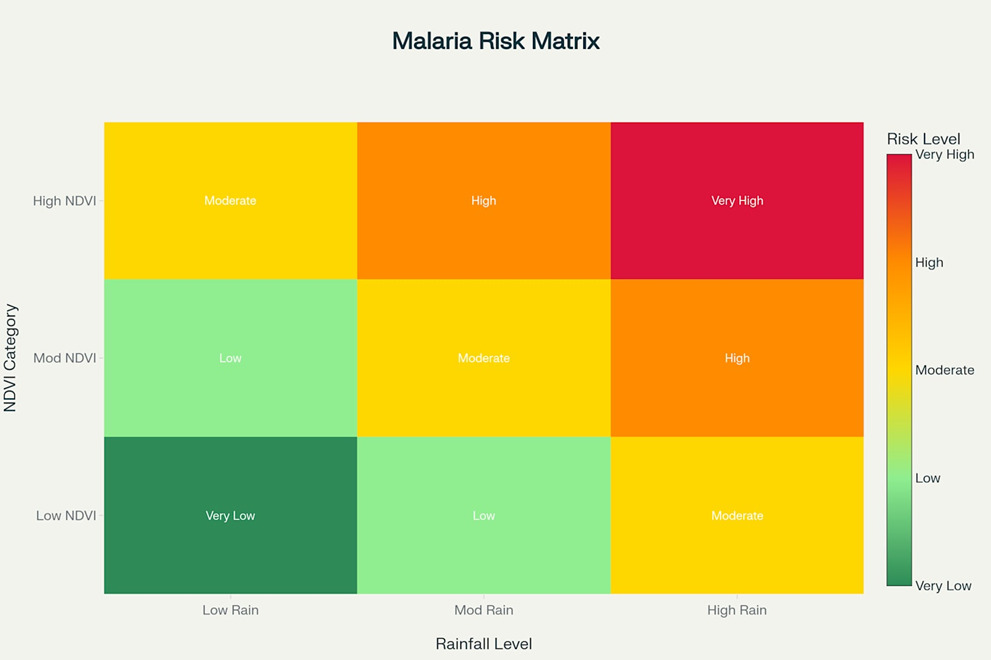 Malaria Risk Matrix
Risk Level
Very High
High
Moderate
Low
Very Low
NDVI Category
High NDVI
Moderate
High
Very High
Mod NDVI
Low
Moderate
High
Low NDVI
Very Low
Low
Moderate
Low Rain
Mod Rain
High Rain
Rainfall Level